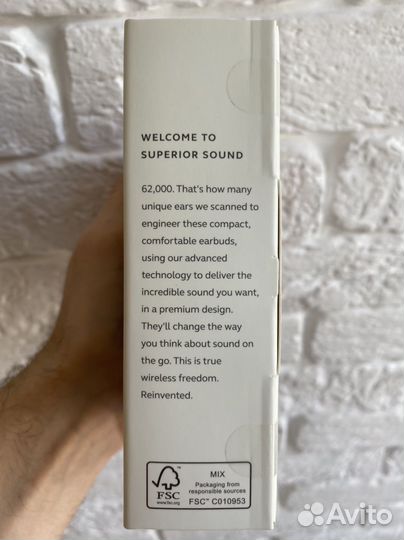 WELCOME TO
SUPERIOR SOUND
62,000. That's how many
unique ears we scanned to
engineer these compact,
comfortable earbuds,
using our advanced
technology to deliver the
incredible sound you want,
in a premium design.
They'll change the way
you think about sound on
the go. This is true
wireless freedom.
Reinvented.
FSC
www.fsc.org
MIX
Packaging from
responsible sources
FSC™ C010953
Avito